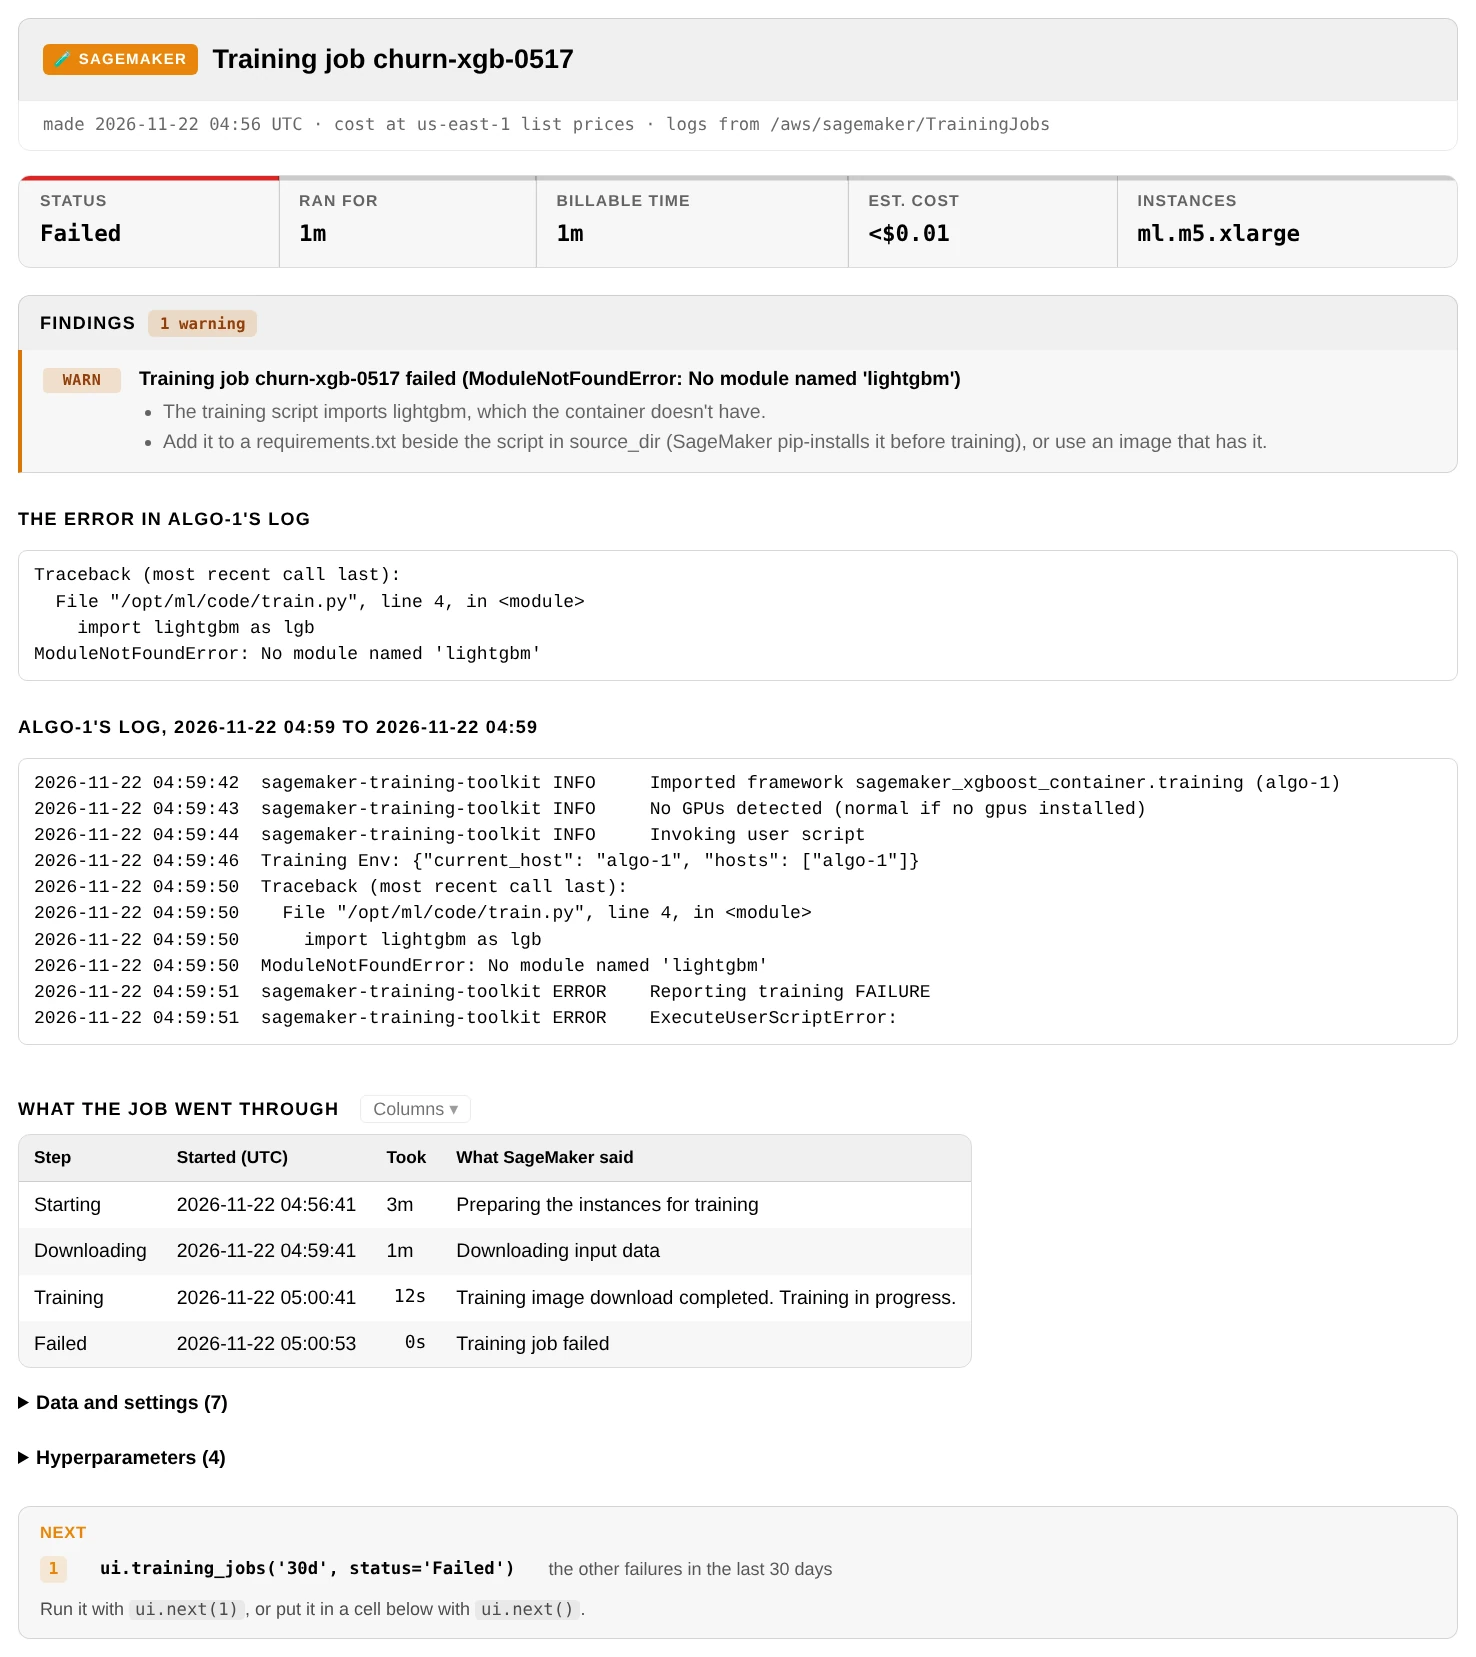 🧪 SAGEMAKER Training job churn-xgb-0517
made 2026-11-22 04:56 UTC · cost at us-east-1 list prices · logs from /aws/sagemaker/TrainingJobs
STATUS RAN FOR BILLABLE TIME EST. COST INSTANCES
Failed 1m 1m <$0.01 ml.m5.xlarge
FINDINGS 1 warning
WARN Training job churn-xgb-0517 failed (ModuleNotFoundError: No module named 'lightgbm')
• The training script imports lightgbm, which the container doesn't have.
• Add it to a requirements.txt beside the script in source_dir (SageMaker pip-installs it before training), or use an image that has it.
THE ERROR IN ALGO-1'S LOG
Traceback (most recent call last):
  File "/opt/ml/code/train.py", line 4, in <module>
    import lightgbm as lgb
ModuleNotFoundError: No module named 'lightgbm'
ALGO-1'S LOG, 2026-11-22 04:59 TO 2026-11-22 04:59
2026-11-22 04:59:42  sagemaker-training-toolkit INFO     Imported framework sagemaker_xgboost_container.training (algo-1)
2026-11-22 04:59:43  sagemaker-training-toolkit INFO     No GPUs detected (normal if no gpus installed)
2026-11-22 04:59:44  sagemaker-training-toolkit INFO     Invoking user script
2026-11-22 04:59:46  Training Env: {"current_host": "algo-1", "hosts": ["algo-1"]}
2026-11-22 04:59:50  Traceback (most recent call last):
2026-11-22 04:59:50    File "/opt/ml/code/train.py", line 4, in <module>
2026-11-22 04:59:50      import lightgbm as lgb
2026-11-22 04:59:50  ModuleNotFoundError: No module named 'lightgbm'
2026-11-22 04:59:51  sagemaker-training-toolkit ERROR    Reporting training FAILURE
2026-11-22 04:59:51  sagemaker-training-toolkit ERROR    ExecuteUserScriptError:
WHAT THE JOB WENT THROUGH Columns ▾
Step Started (UTC) Took What SageMaker said
Starting 2026-11-22 04:56:41 3m Preparing the instances for training
Downloading 2026-11-22 04:59:41 1m Downloading input data
Training 2026-11-22 05:00:41 12s Training image download completed. Training in progress.
Failed 2026-11-22 05:00:53 0s Training job failed
▶ Data and settings (7)
▶ Hyperparameters (4)
NEXT
1 ui.training_jobs('30d', status='Failed') the other failures in the last 30 days
Run it with ui.next(1), or put it in a cell below with ui.next().